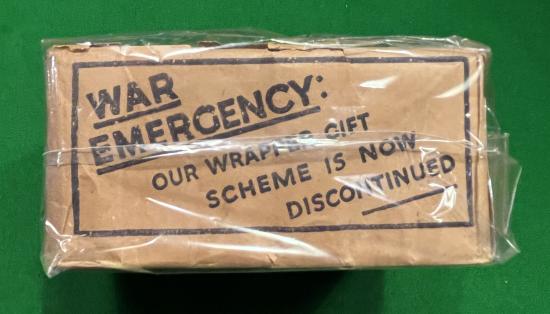 WAR
EMERGENCY:
OUR WRAPPER GIFT
SCHEME IS NOW
DISCONTINUED